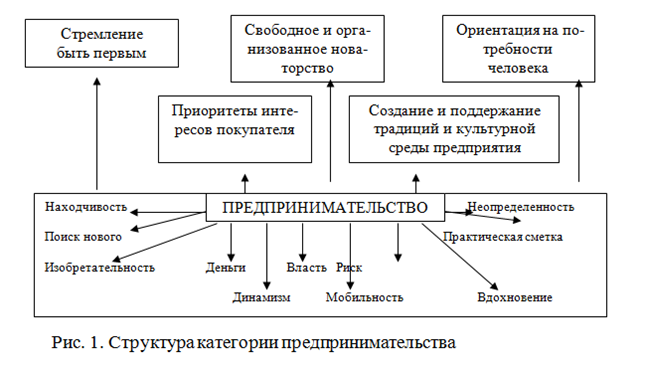 Стремление
быть первым
Свободное и орга-
низованное нова-
торство
Ориентация на по-
требности
человека
Приоритеты инте-
ресов покупателя
Создание и поддержание
традиций и культурной
среды предприятия
Находчивость
ПРЕДПРИНИМАТЕЛЬСТВО
Неопределенность
Поиск нового
Практическая сметка
Изобретательность
Деньги
Власть
Риск
Динамизм
Мобильность
Вдохновение
Рис. 1. Структура категории предпринимательства